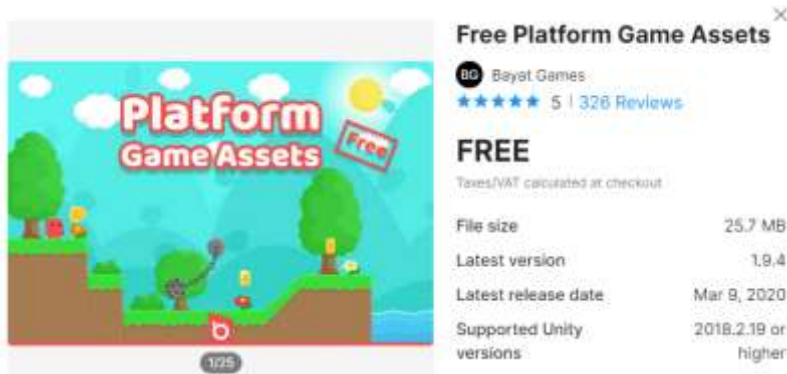 Platform
Game Assets
Free
1/25
Free Platform Game Assets
BG Bayat Games
5 | 326 Reviews
FREE
Taxes/VAT calculated at checkout
File size 25.7 MB
Latest version 1.9.4
Latest release date Mar 9, 2020
Supported Unity 2018.2.19 or
versions higher